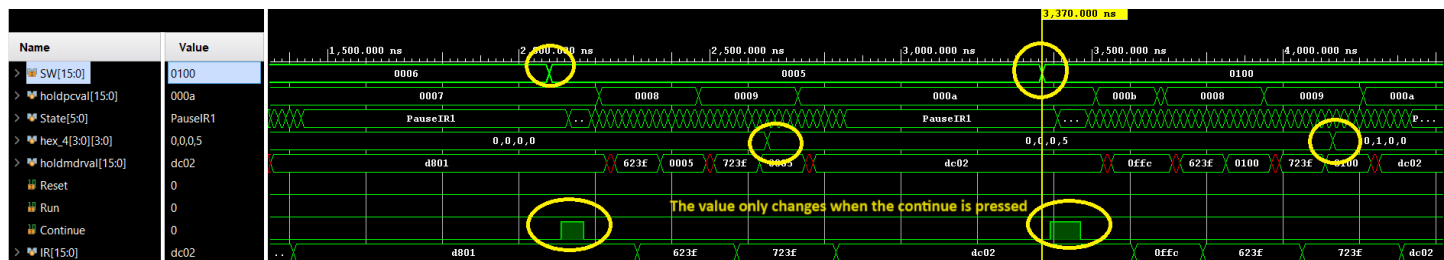 3,370.000 ns
Name Value
1,500.000 ns 2,000.000 ns 2,500.000 ns 3,000.000 ns 3,500.000 ns 4,000.000 ns
SW[15:0] 0100 0006 0005 0100
holdpcval[15:0] 000a 0007 0008 0009 000a 000b 0008 0009 000a
State[5:0] PauseIR1 PauseIR1 .. PauseIR1 ... P...
hex_4[3:0][3:0] 0,0,0,5 0,0,0,0 0,0,0,5 0,1,0,0
holdmdrval[15:0] dc02 d801 623f 0005 723f 0005 dc02 0ffc 623f 0100 723f 0100 dc02
Reset 0
Run 0
The value only changes when the continue is pressed
Continue 0
IR[15:0] dc02 .. d801 623f 723f dc02 0ffc 623f 723f dc02